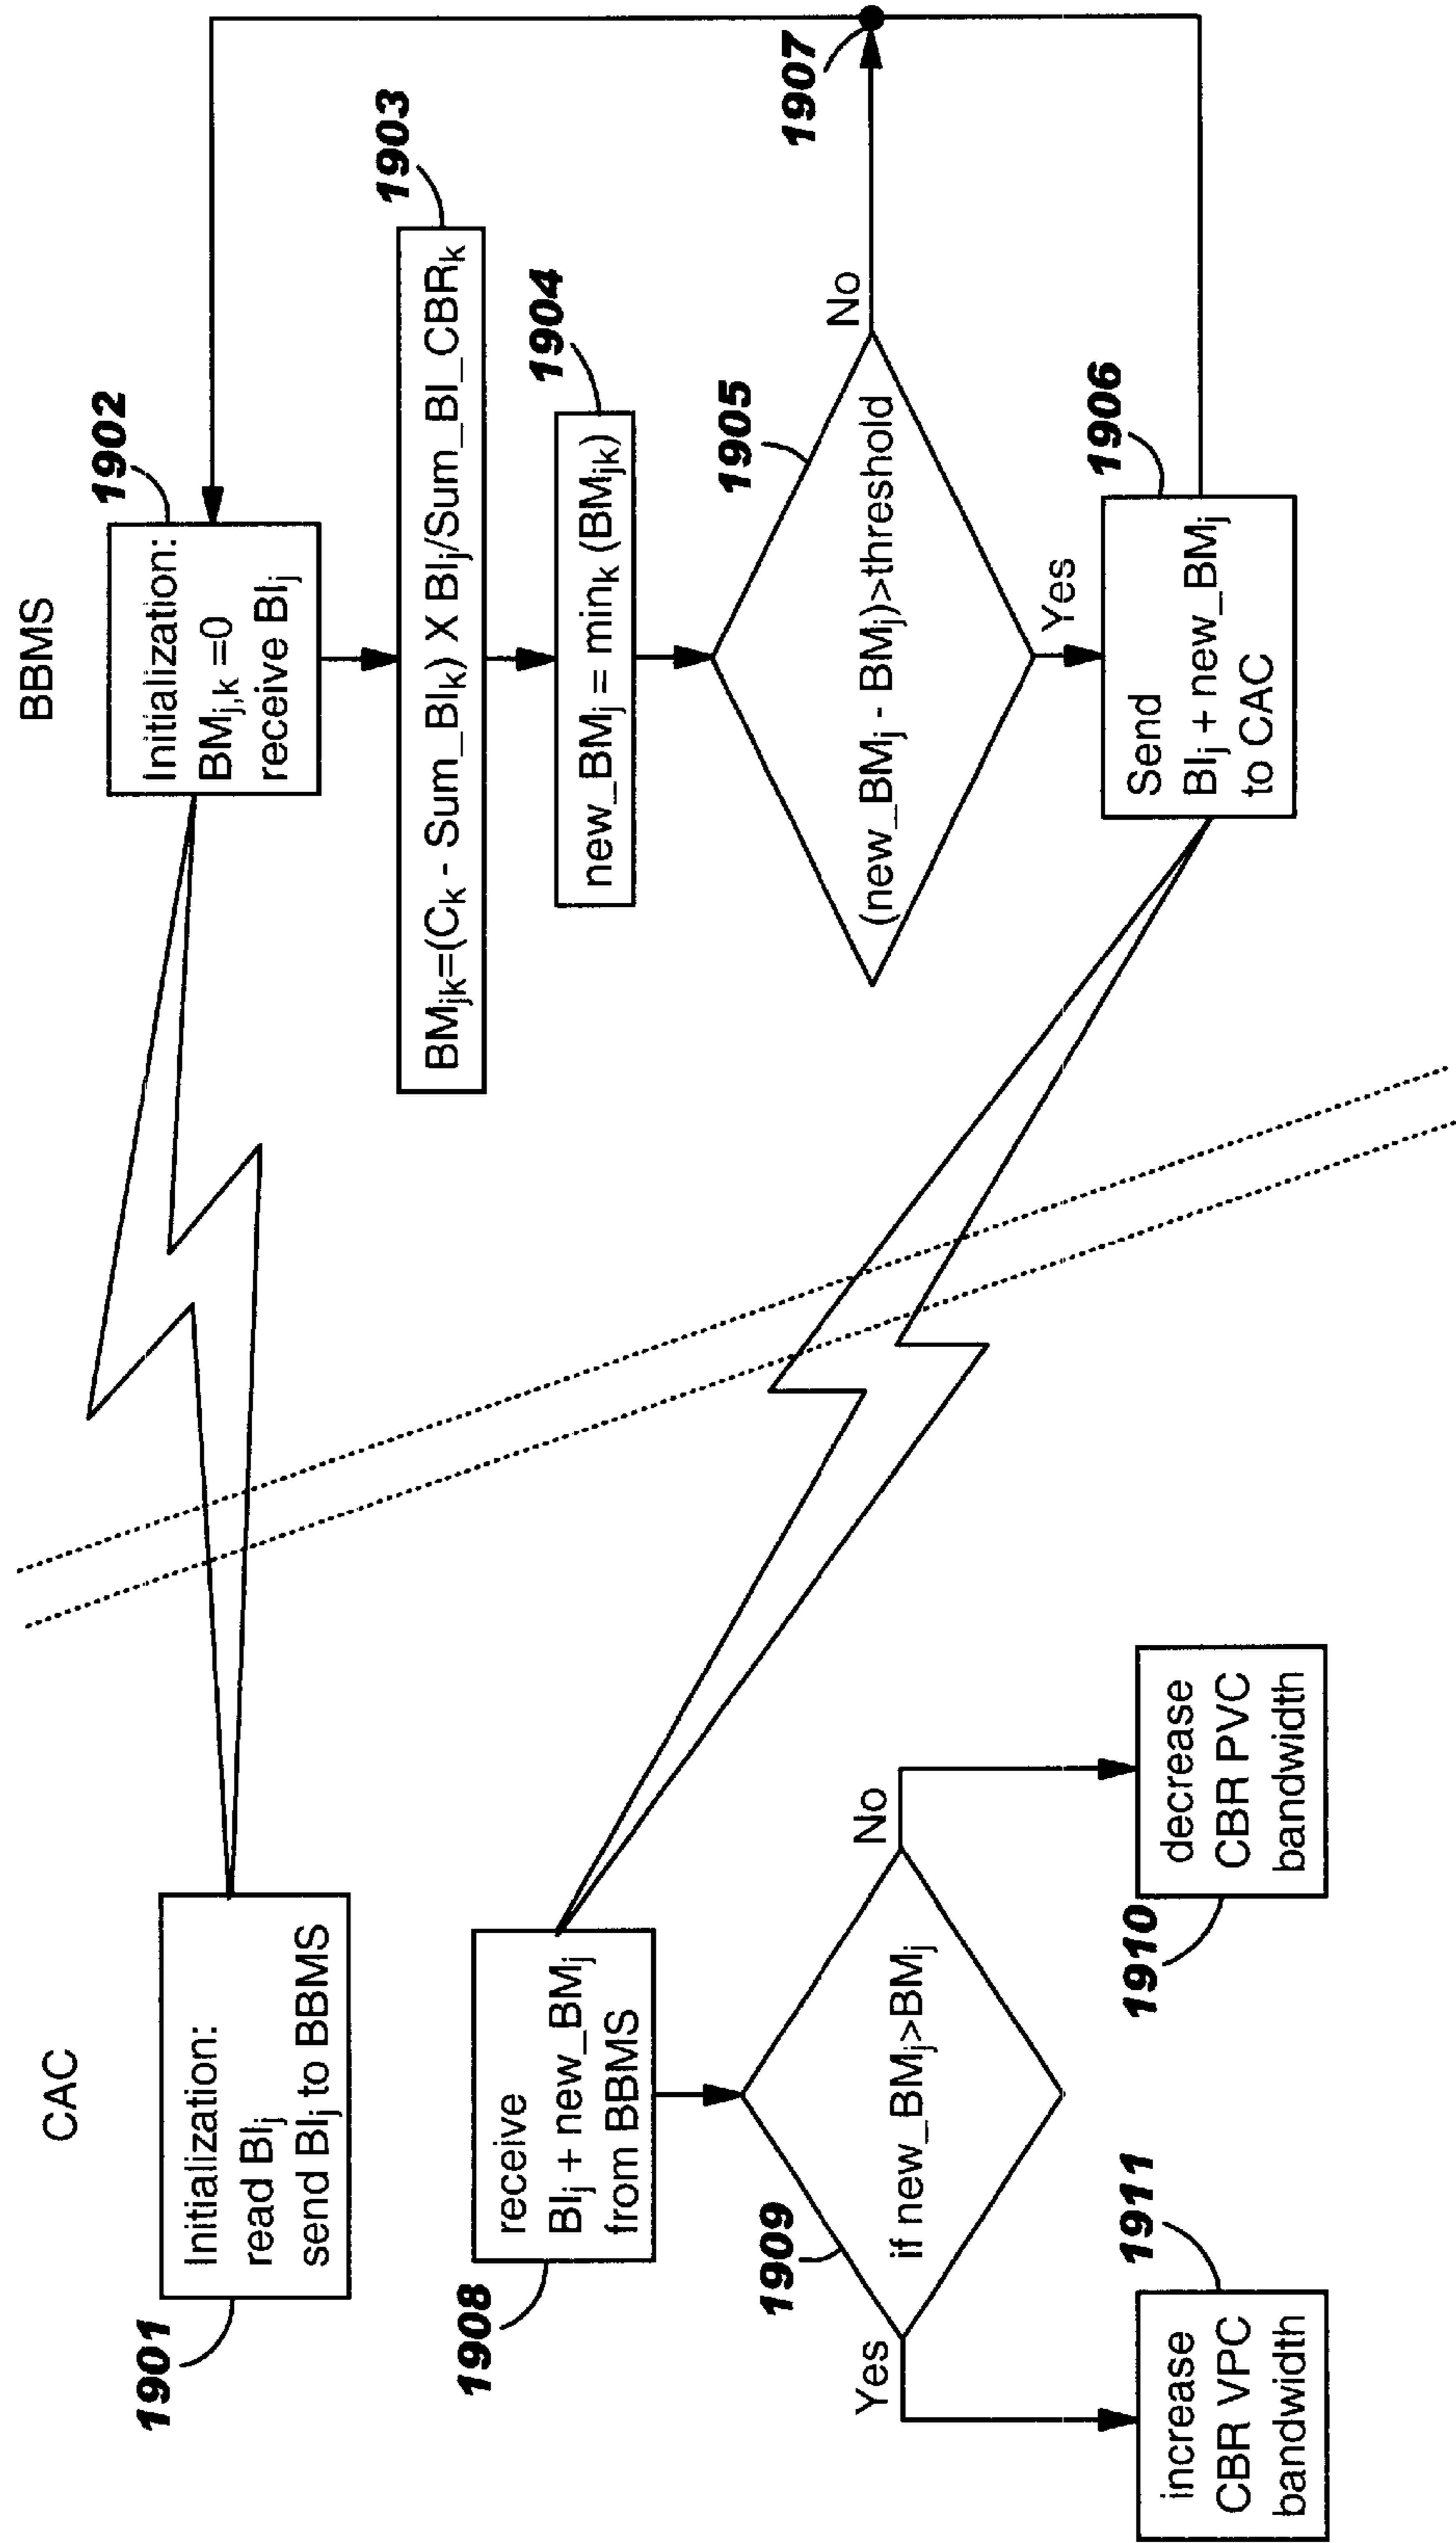 CAC
1901
Initialization:
read BIj
send BIj to BBMS
1908
receive
BIj + new_BMj
from BBMS
1909
if new_BMj>BMj
Yes
No
1911
increase
CBR VPC
bandwidth
1910
decrease
CBR PVC
bandwidth
BBMS
1902
Initialization:
BMj,k =0
receive BIj
1903
BMjk=(Ck - Sum_BIk) X BIj/Sum_BI_CBRk
1904
new_BMj = mink (BMjk)
1905
(new_BMj - BMj)>threshold
No
1907
Yes
1906
Send
BIj + new_BMj
to CAC